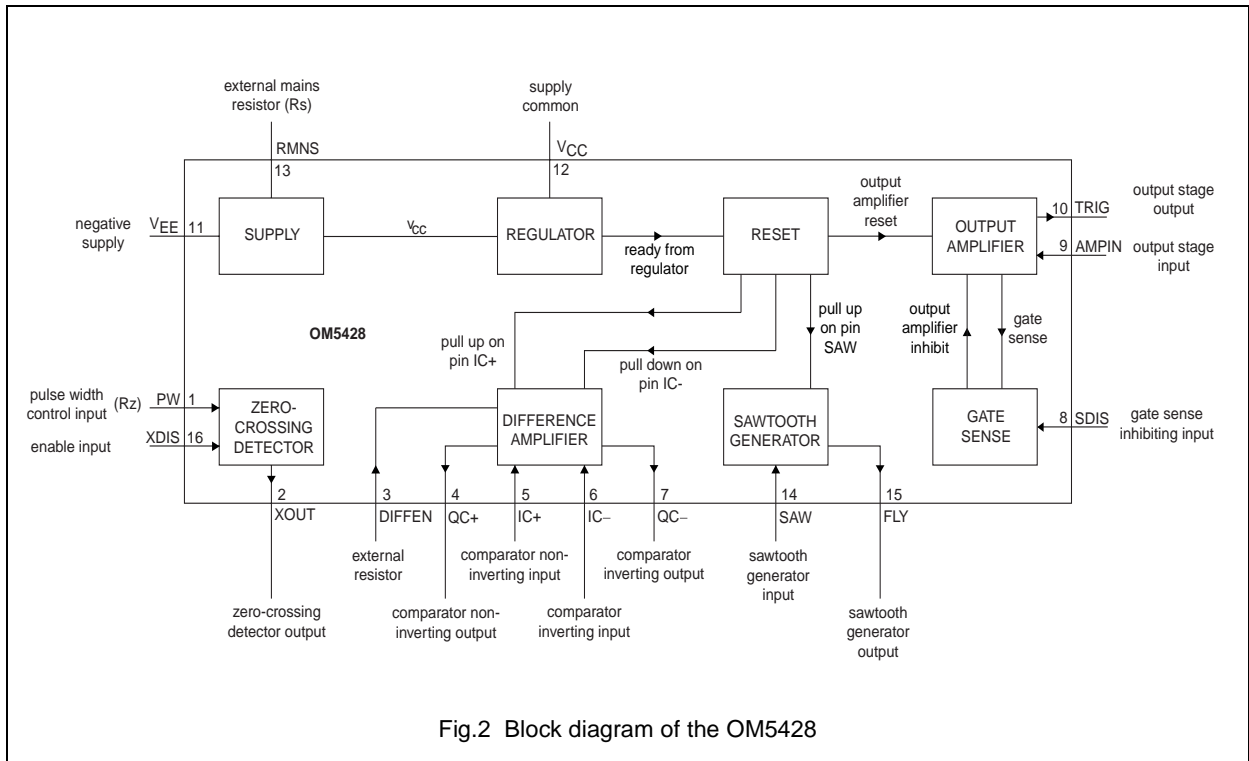 external mains
resistor (Rs)
supply
common
RMNS
13
VCC
12
negative
supply
VEE 11
SUPPLY
VCC
REGULATOR
ready from
regulator
RESET
output
amplifier
reset
OUTPUT
AMPLIFIER
10 TRIG
output stage
output
9 AMPIN
output stage
input
OM5428
pull up on
pin IC+
pull down on
pin IC-
pull up
on pin
SAW
output
amplifier
inhibit
gate
sense
pulse width
control input (Rz)
PW 1
enable input
XDIS 16
ZERO-
CROSSING
DETECTOR
DIFFERENCE
AMPLIFIER
SAWTOOTH
GENERATOR
GATE
SENSE
8 SDIS
gate sense
inhibiting input
2
XOUT
3
DIFFEN
4
QC+
5
IC+
6
IC−
7
QC−
14
SAW
15
FLY
external
resistor
comparator non-
inverting input
comparator
inverting output
sawtooth
generator
input
zero-crossing
detector output
comparator non-
inverting output
comparator
inverting input
sawtooth
generator
output
Fig.2 Block diagram of the OM5428